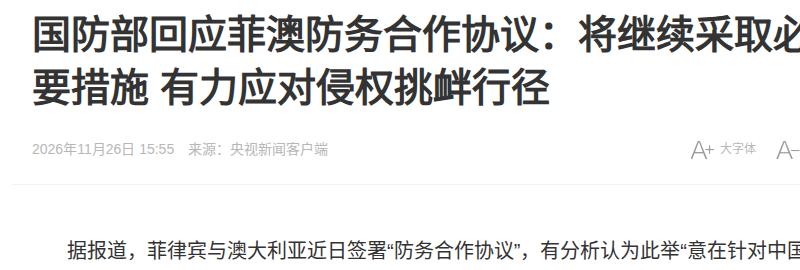 国防部回应菲澳防务合作协议：将继续采取必
要措施 有力应对侵权挑衅行径
2026年11月26日 15:55 来源：央视新闻客户端 A+ 大字体 A-
据报道，菲律宾与澳大利亚近日签署“防务合作协议”，有分析认为此举“意在针对中国